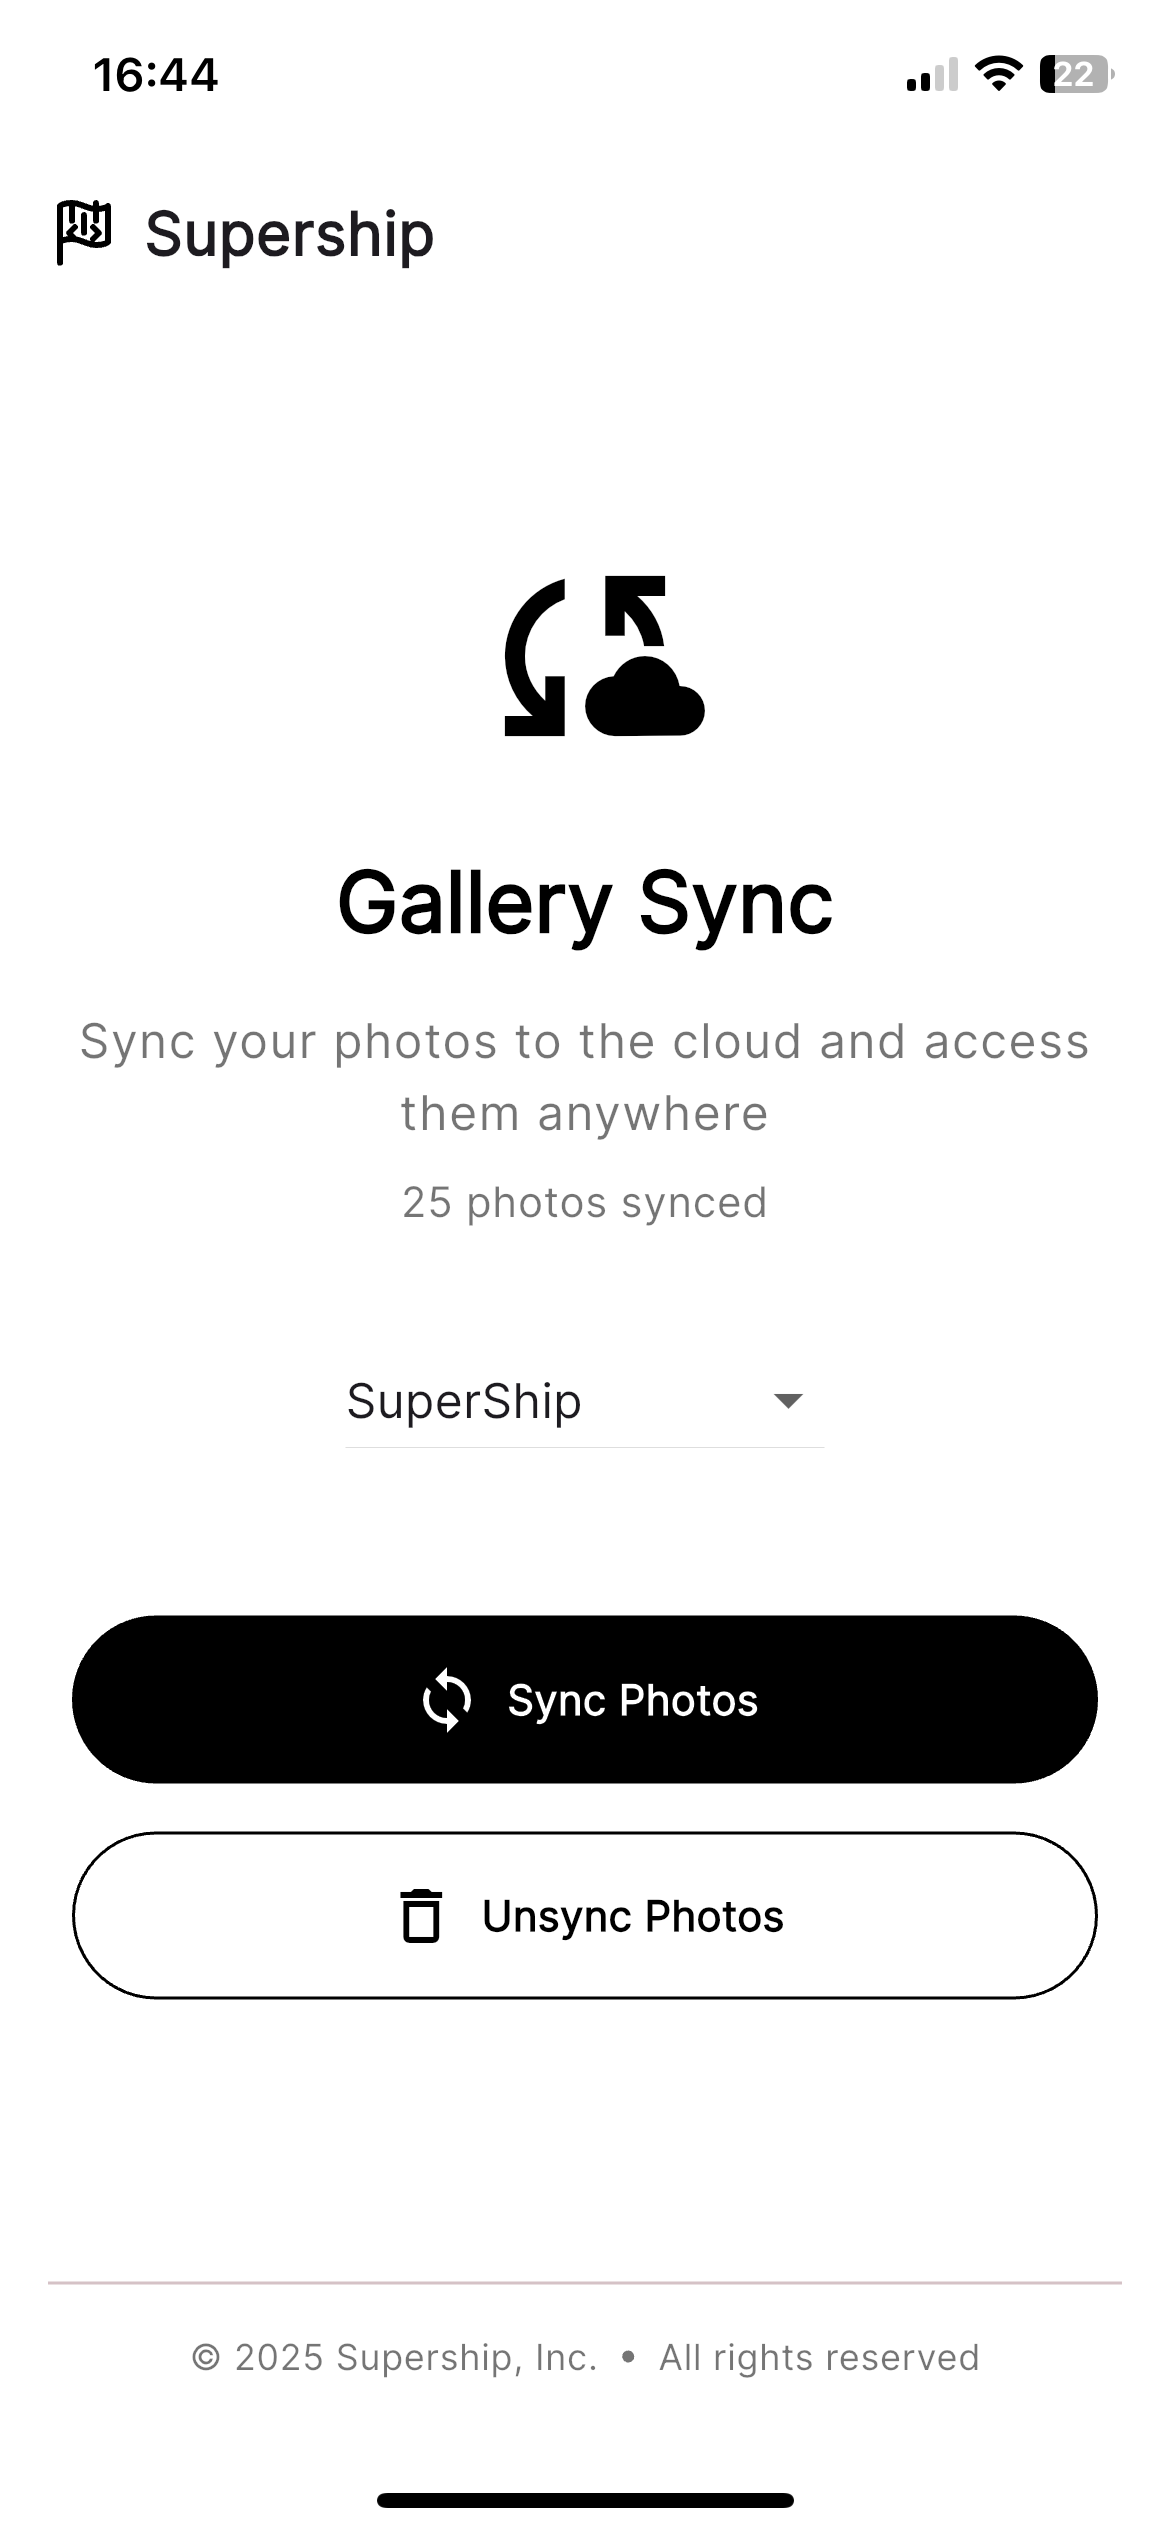 16:44
22
Supership
Gallery Sync
Sync your photos to the cloud and access
them anywhere
25 photos synced
SuperShip
Sync Photos
Unsync Photos
© 2025 Supership, Inc. • All rights reserved